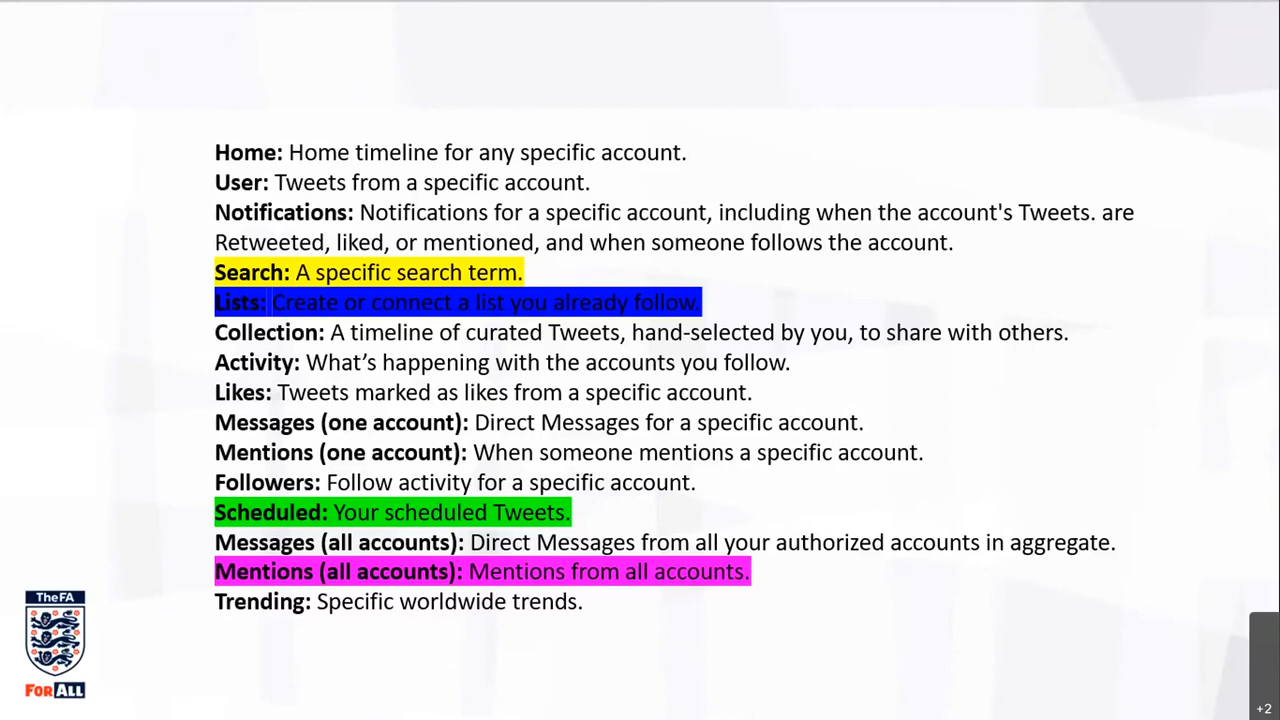 Home: Home timeline for any specific account.
User: Tweets from a specific account.
Notifications: Notifications for a specific account, including when the account's Tweets. are
Retweeted, liked, or mentioned, and when someone follows the account.
Search: A specific search term.
Lists: Create or connect a list you already follow.
Collection: A timeline of curated Tweets, hand-selected by you, to share with others.
Activity: What’s happening with the accounts you follow.
Likes: Tweets marked as likes from a specific account.
Messages (one account): Direct Messages for a specific account.
Mentions (one account): When someone mentions a specific account.
Followers: Follow activity for a specific account.
Scheduled: Your scheduled Tweets.
Messages (all accounts): Direct Messages from all your authorized accounts in aggregate.
Mentions (all accounts): Mentions from all accounts.
Trending: Specific worldwide trends.
The FA
FOR ALL
+2